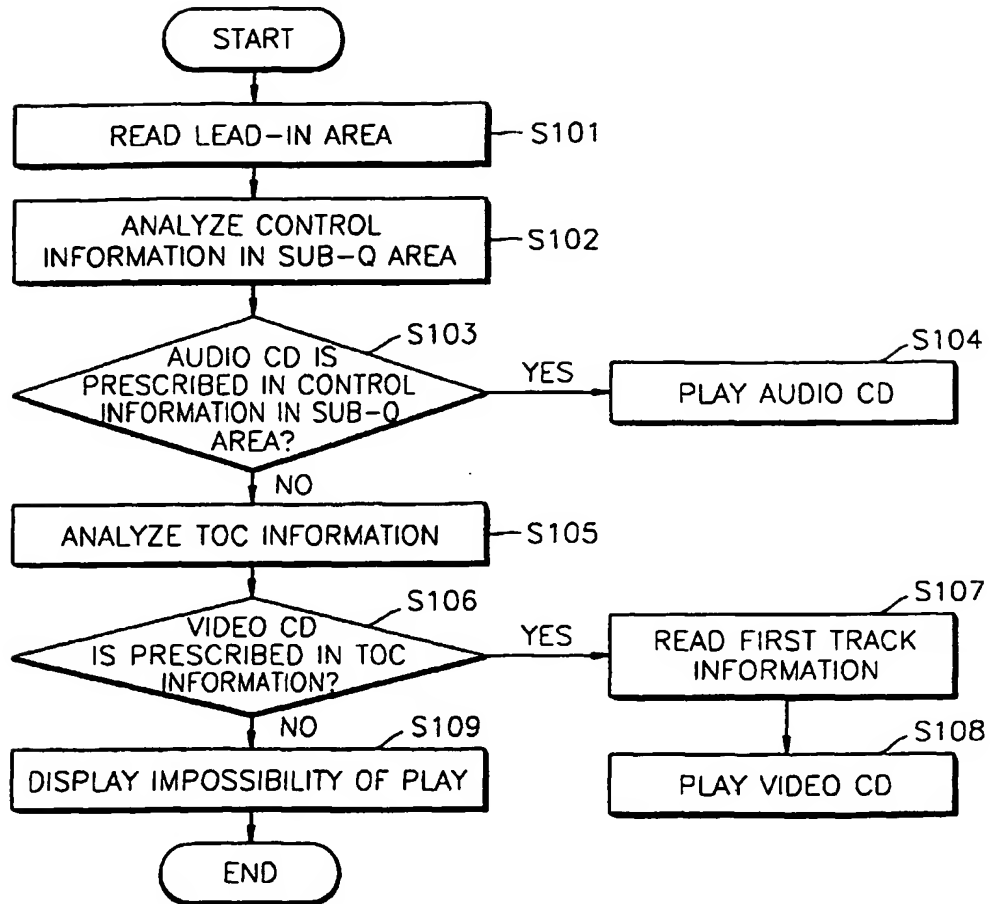 START
READ LEAD-IN AREA
S101
ANALYZE CONTROL
INFORMATION IN SUB-Q AREA
S102
S103
AUDIO CD IS
PRESCRIBED IN CONTROL
INFORMATION IN SUB-Q
AREA?
YES
S104
PLAY AUDIO CD
NO
ANALYZE TOC INFORMATION
S105
S106
VIDEO CD
IS PRESCRIBED IN TOC
INFORMATION?
YES
S107
READ FIRST TRACK
INFORMATION
NO
S109
DISPLAY IMPOSSIBILITY OF PLAY
S108
PLAY VIDEO CD
END